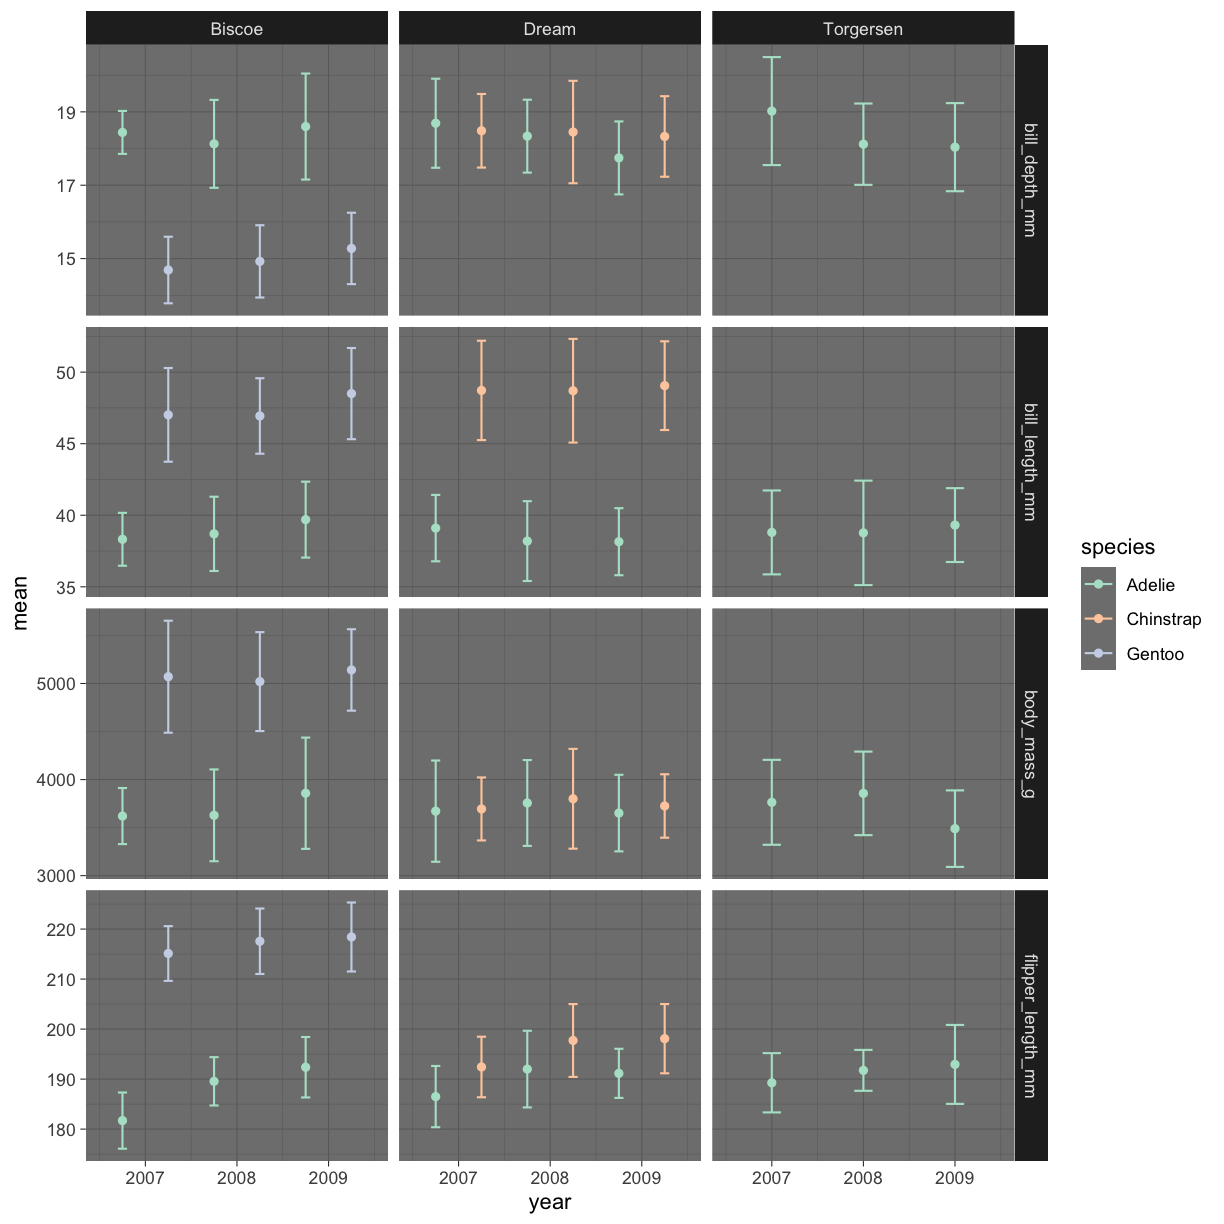 Biscoe Dream Torgersen
19
17
15
bill_depth_mm
50
45
40
35
bill_length_mm
mean
5000
4000
3000
body_mass_g
220
210
200
190
180
flipper_length_mm
2007 2008 2009 2007 2008 2009 2007 2008 2009
year
species
Adelie
Chinstrap
Gentoo